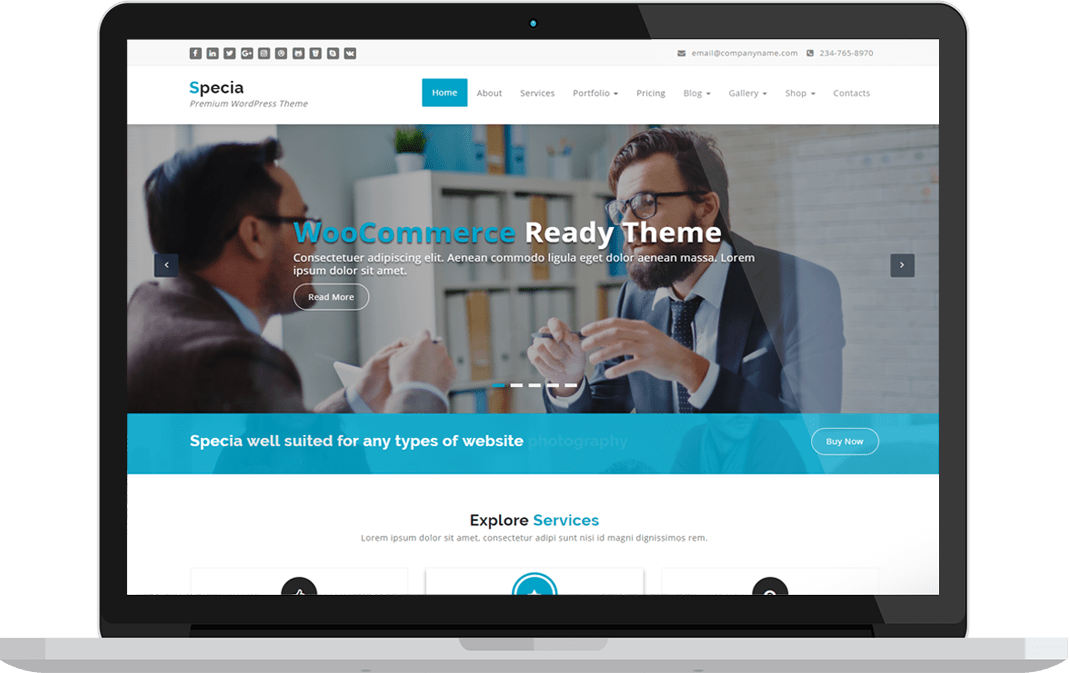 email@companyname.com 234-765-8970
Specia
Premium WordPress Theme
Home About Services Portfolio Pricing Blog Gallery Shop Contacts
WooCommerce Ready Theme
Consectetuer adipiscing elit. Aenean commodo ligula eget dolor aenean massa. Lorem
ipsum dolor sit amet.
Read More
Specia well suited for any types of website photography
Buy Now
Explore Services
Lorem ipsum dolor sit amet, consectetur adipi sunt nisi id magni dignissimos rem.